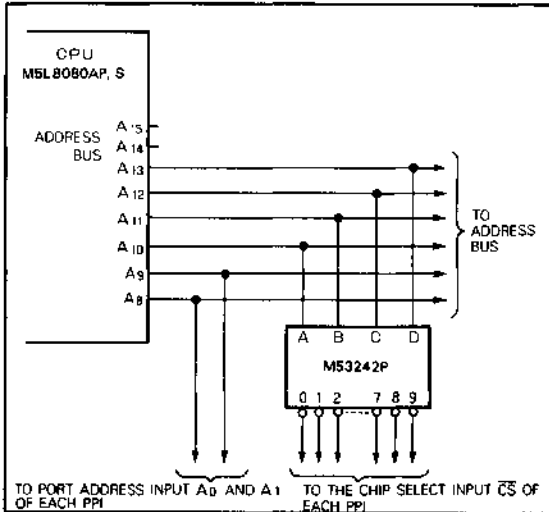 CPU
M5L8080AP, S
ADDRESS
BUS
A15
A14
A13
A12
A11
A10
A9
A8
TO
ADDRESS
BUS
A B C D
M53242P
0 1 2 7 8 9
TO PORT ADDRESS INPUT A0 AND A1
OF EACH PPI
TO THE CHIP SELECT INPUT C̅S̅ OF
EACH PPI